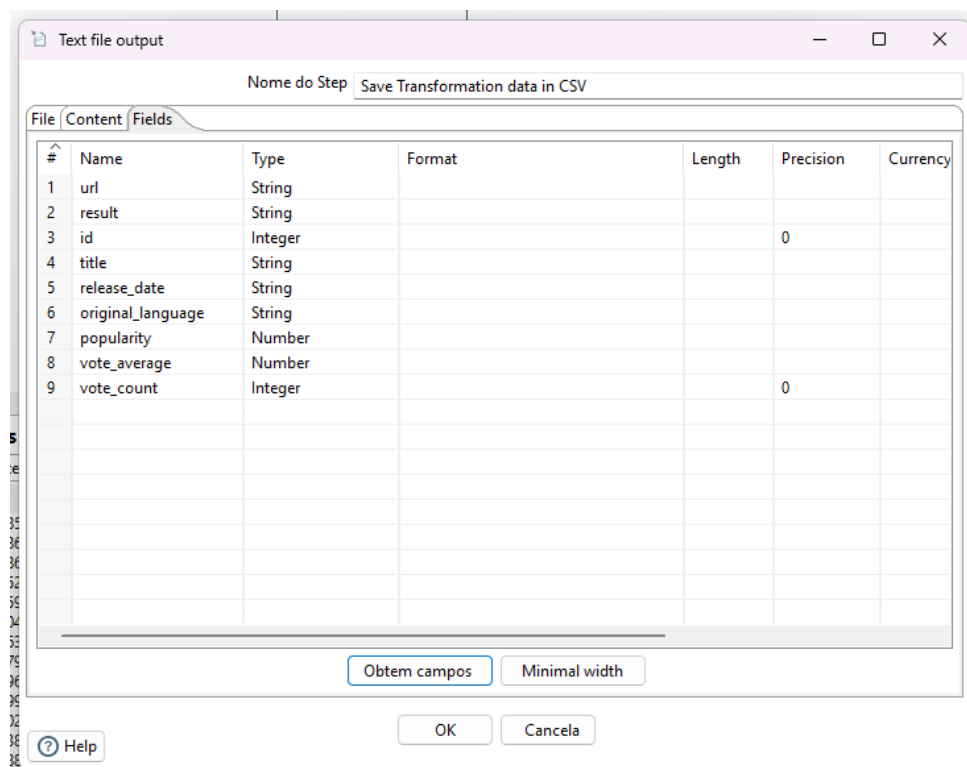 Text file output
Nome do Step Save Transformation data in CSV
File Content Fields
# Name Type Format Length Precision Currency
1 url String
2 result String
3 id Integer 0
4 title String
5 release_date String
6 original_language String
7 popularity Number
8 vote_average Number
9 vote_count Integer 0
Obtem campos Minimal width
OK Cancela
Help